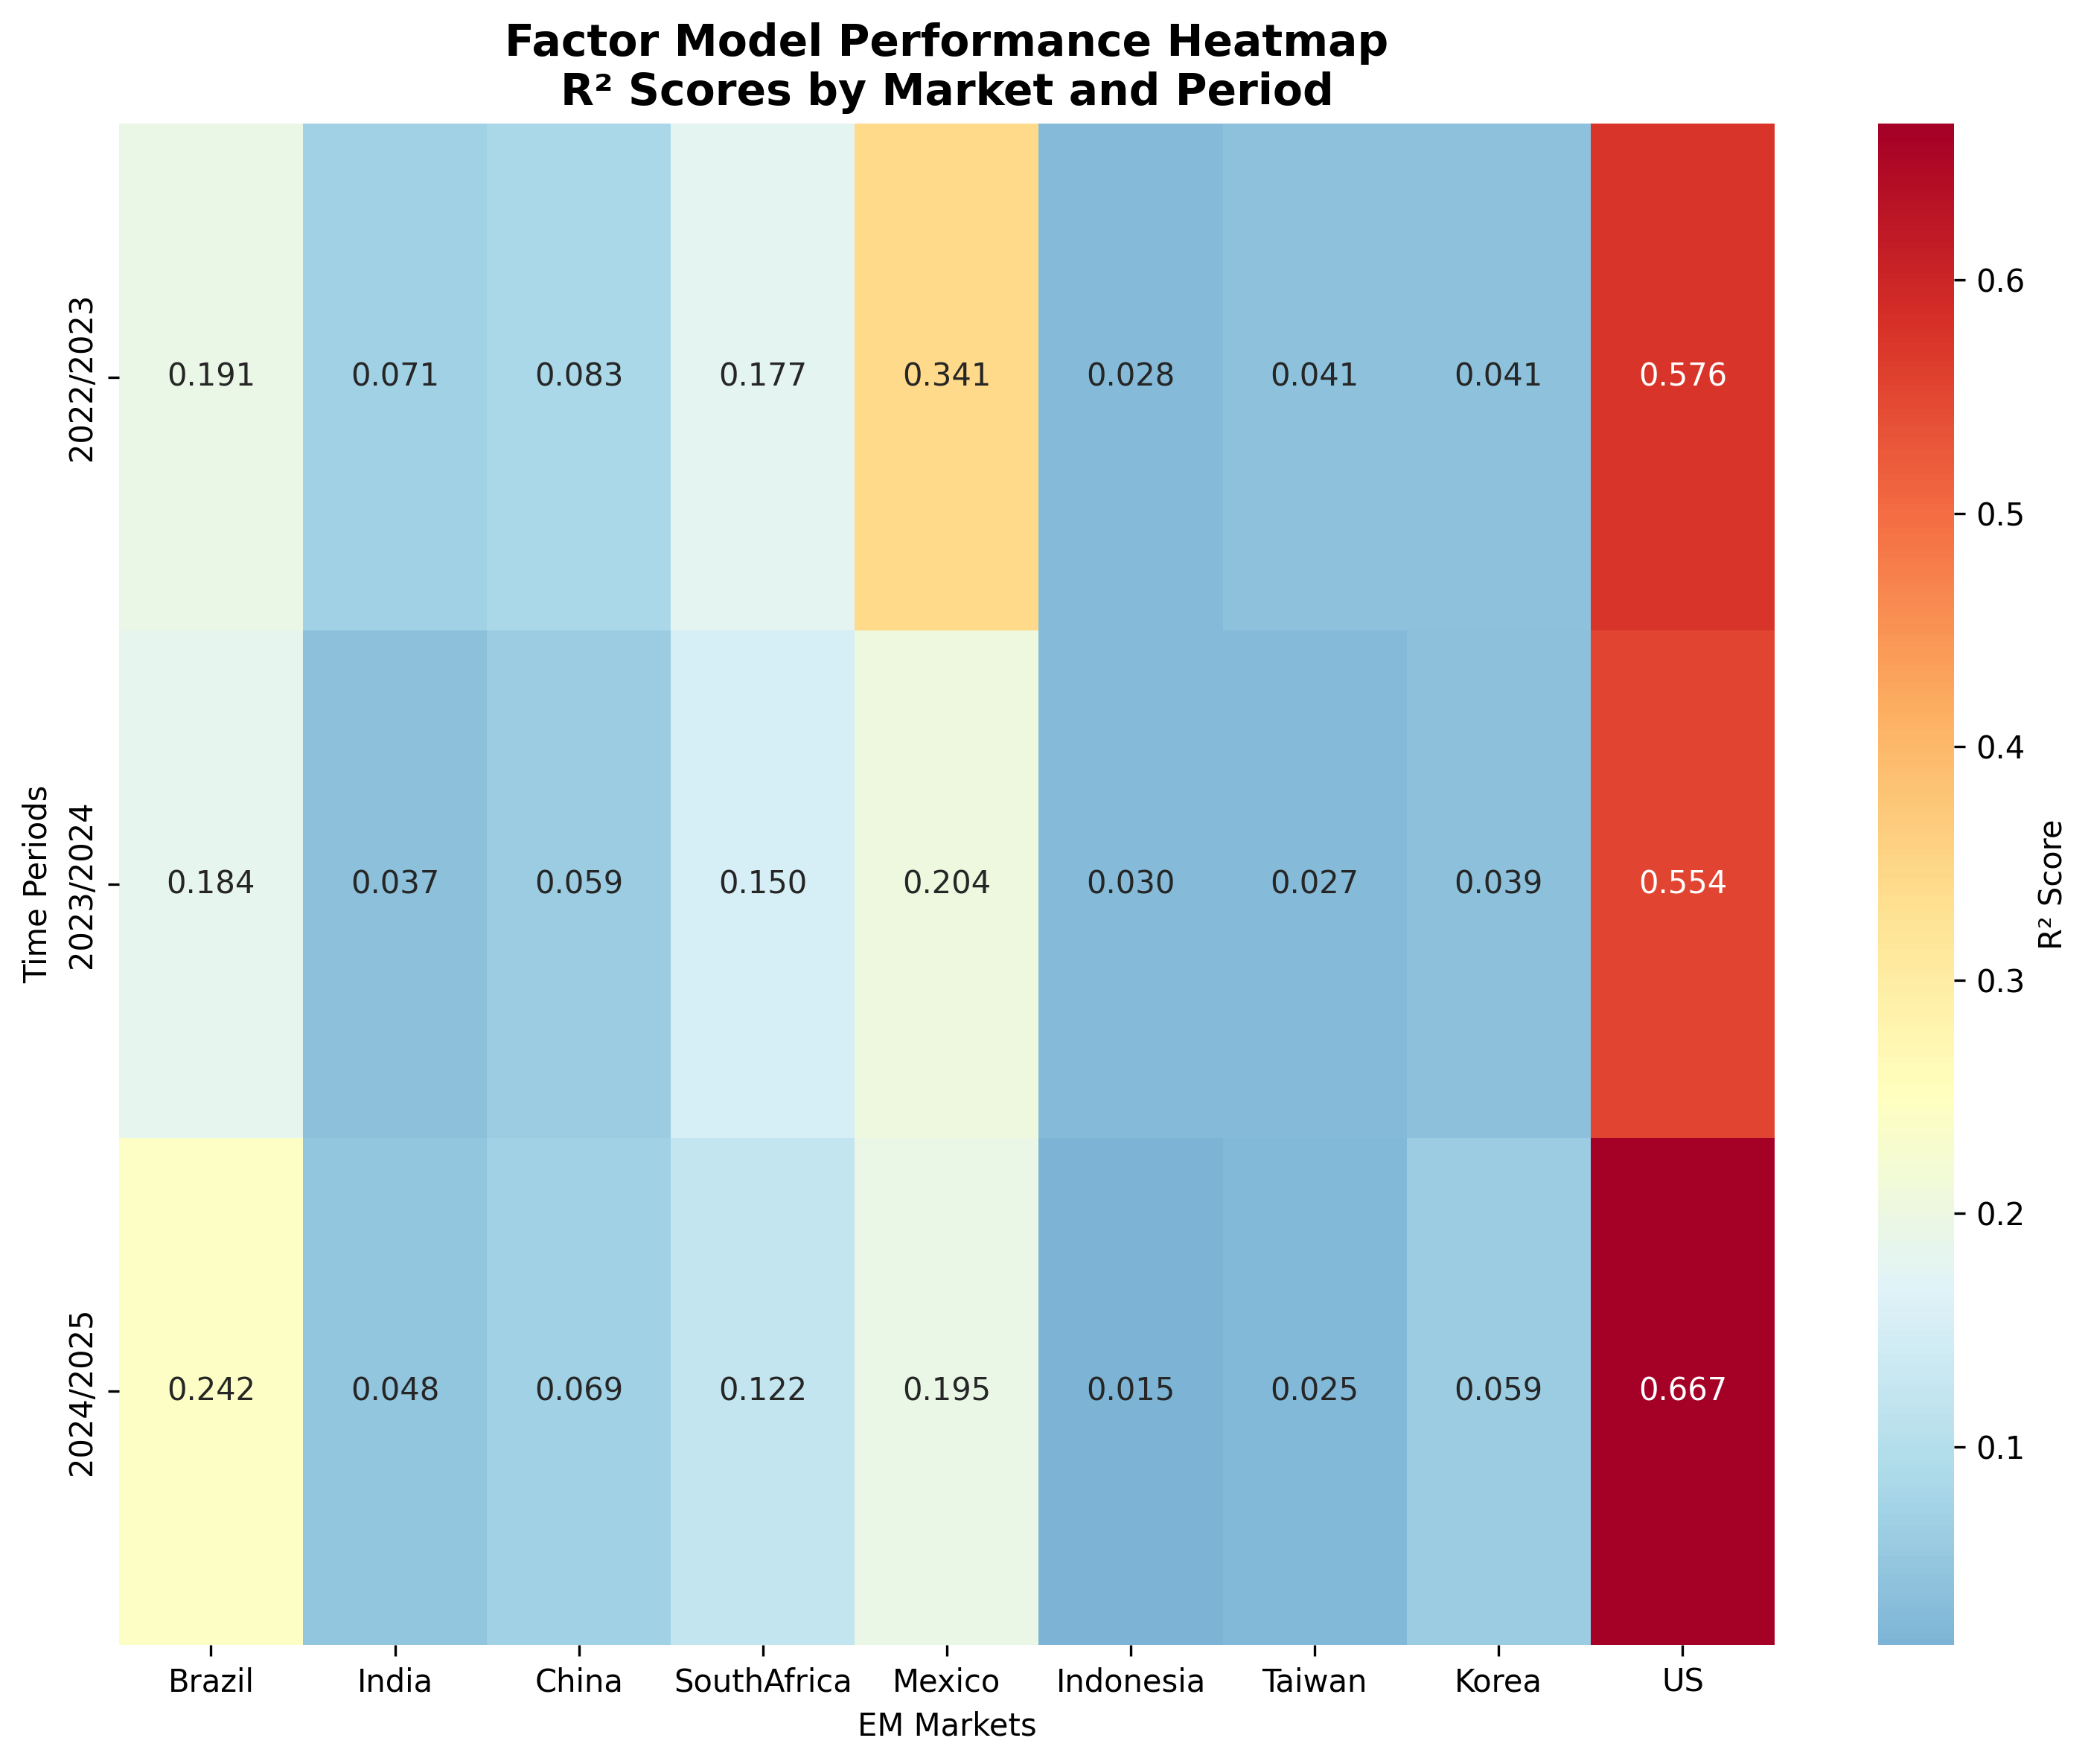 Factor Model Performance Heatmap
R² Scores by Market and Period
Time Periods
2022/2023
0.191 0.071 0.083 0.177 0.341 0.028 0.041 0.041 0.576
2023/2024
0.184 0.037 0.059 0.150 0.204 0.030 0.027 0.039 0.554
2024/2025
0.242 0.048 0.069 0.122 0.195 0.015 0.025 0.059 0.667
Brazil India China SouthAfrica Mexico Indonesia Taiwan Korea US
EM Markets
0.6
0.5
0.4
0.3
0.2
0.1
R² Score